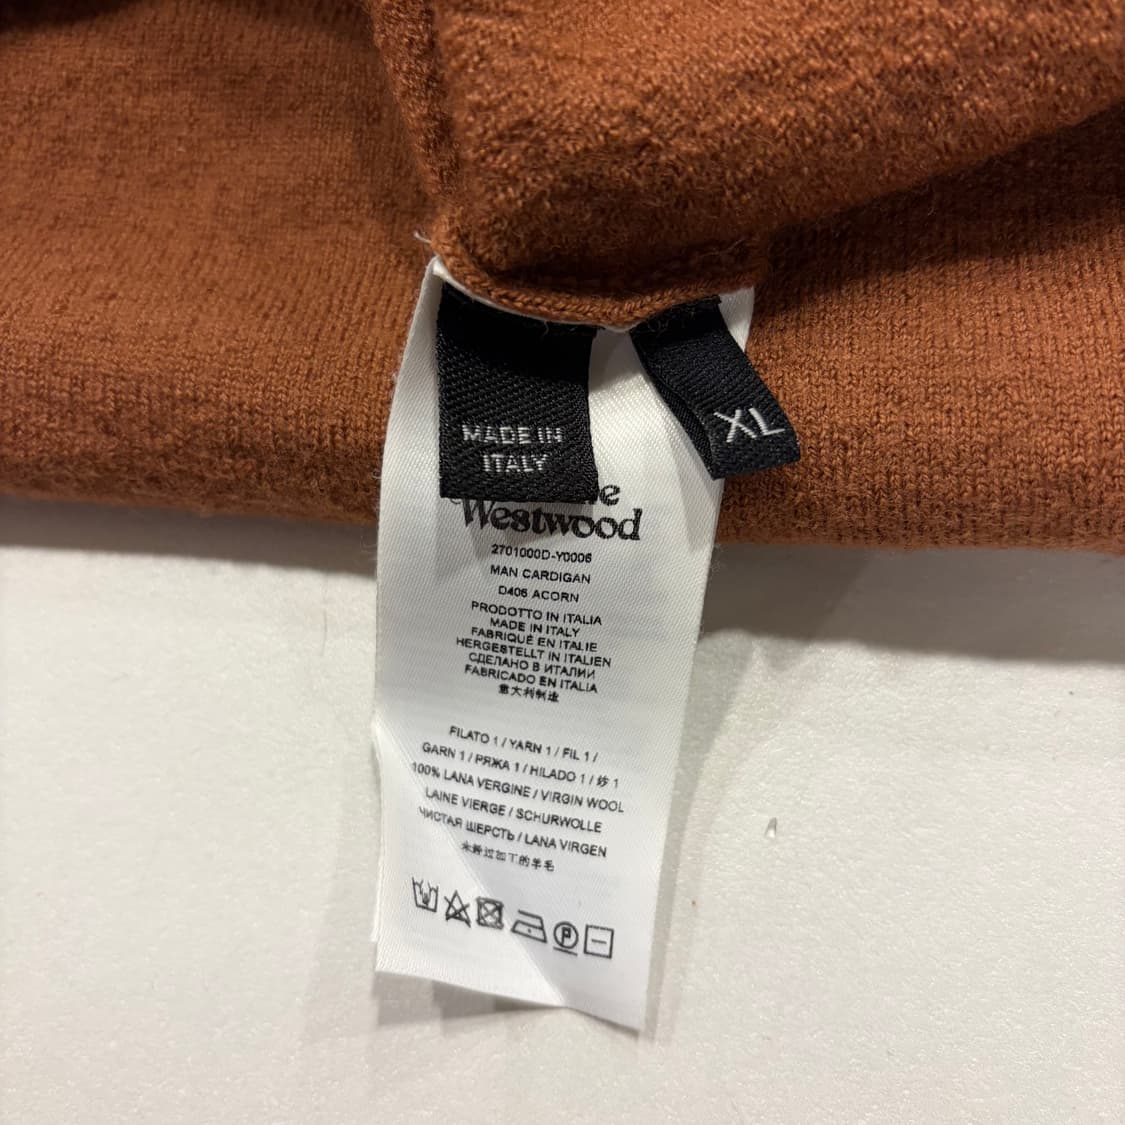 MADE IN
ITALY
XL
Westwood
2701000D-Y0006
MAN CARDIGAN
D406 ACORN
PRODOTTO IN ITALIA
MADE IN ITALY
FABRIQUÉ EN ITALIE
HERGESTELLT IN ITALIEN
СДЕЛАНО В ИТАЛИИ
FABRICADO EN ITALIA
意大利制造
FILATO 1 / YARN 1 / FIL 1 /
GARN 1 / PЯЖА 1 / HILADO 1 / 纱 1
100% LANA VERGINE / VIRGIN WOOL
LAINE VIERGE / SCHURWOLLE
ЧИСТАЯ ШЕРСТЬ / LANA VIRGEN
未经过加工的羊毛
P